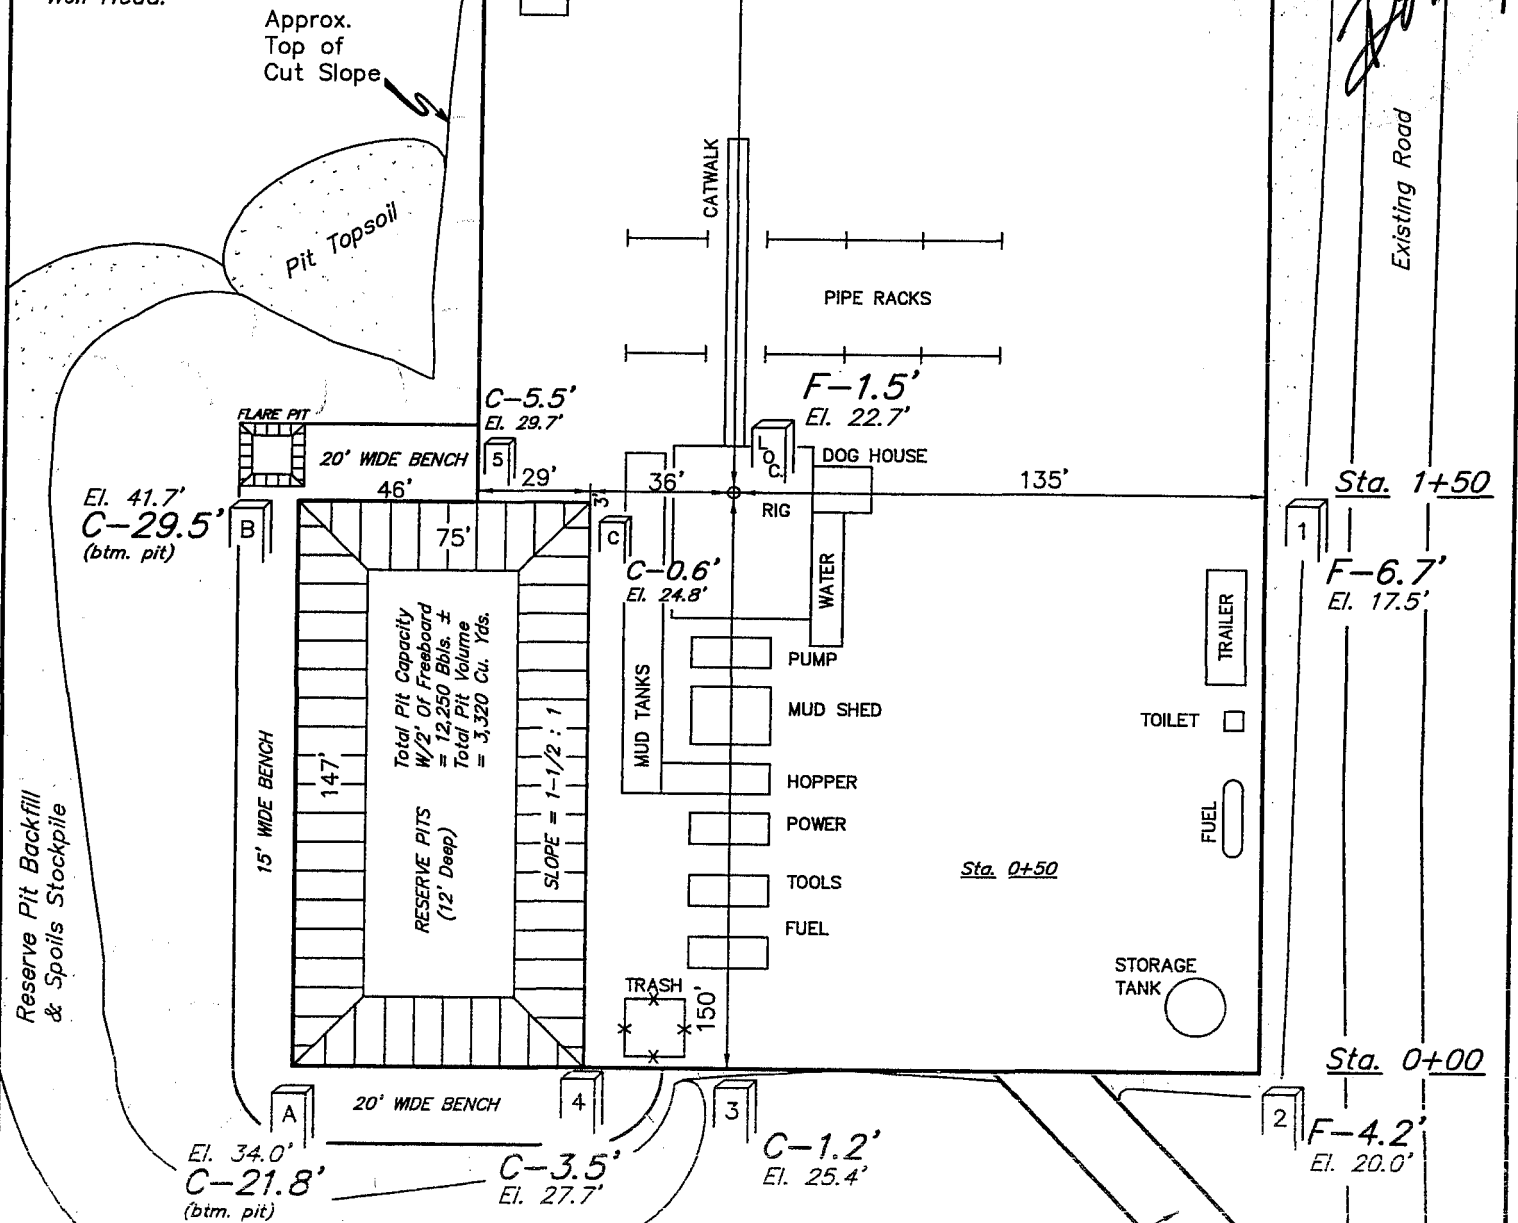 Approx.
Top of
Cut Slope
CATWALK
Existing Road
Pit Topsoil
PIPE RACKS
C-5.5'
El. 29.7'
F-1.5'
El. 22.7'
FLARE PIT
20' WIDE BENCH
5
LOC.
DOG HOUSE
El. 41.7'
C-29.5'
(btm. pit)
B
46'
29'
3'
36'
RIG
135'
Sta. 1+50
1
F-6.7'
El. 17.5'
75'
C
C-0.6'
El. 24.8'
WATER
TRAILER
Total Pit Capacity
W/2' Of Freeboard
= 12,250 Bbls. ±
Total Pit Volume
= 3,320 Cu. Yds.
PUMP
MUD TANKS
MUD SHED
TOILET
147'
15' WIDE BENCH
SLOPE = 1-1/2 : 1
HOPPER
POWER
FUEL
RESERVE PITS
(12' Deep)
Reserve Pit Backfill
& Spoils Stockpile
TOOLS
Sta. 0+50
FUEL
STORAGE
TANK
TRASH
150'
Sta. 0+00
A
20' WIDE BENCH
4
3
2
El. 34.0'
C-21.8'
(btm. pit)
C-3.5'
El. 27.7'
C-1.2'
El. 25.4'
F-4.2'
El. 20.0'